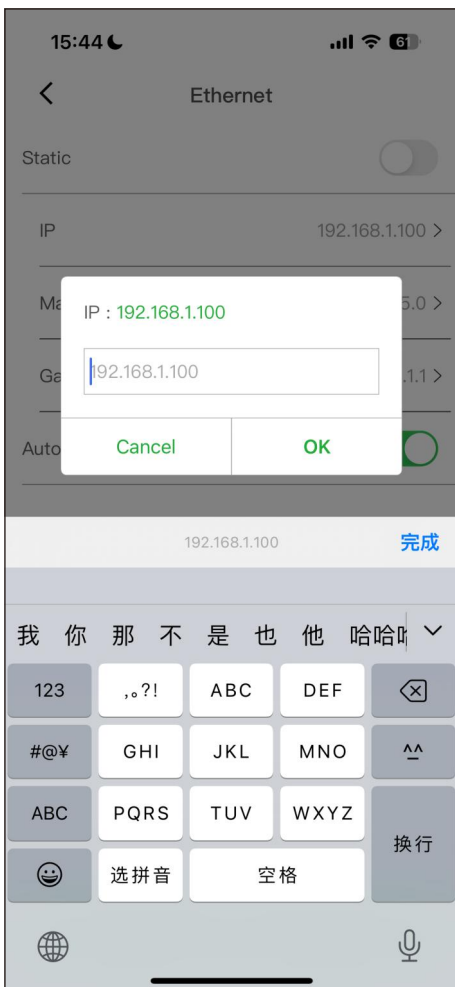 15:44
61
Ethernet
Static
IP 192.168.1.100 >
Ma 5.0 >
IP : 192.168.1.100
192.168.1.100
Ga .1.1 >
Auto
Cancel OK
192.168.1.100 完成
我 你 那 不 是 也 他 哈哈
123 ,。?! ABC DEF
#@¥ GHI JKL MNO ^^
ABC PQRS TUV WXYZ
换行
选拼音 空格